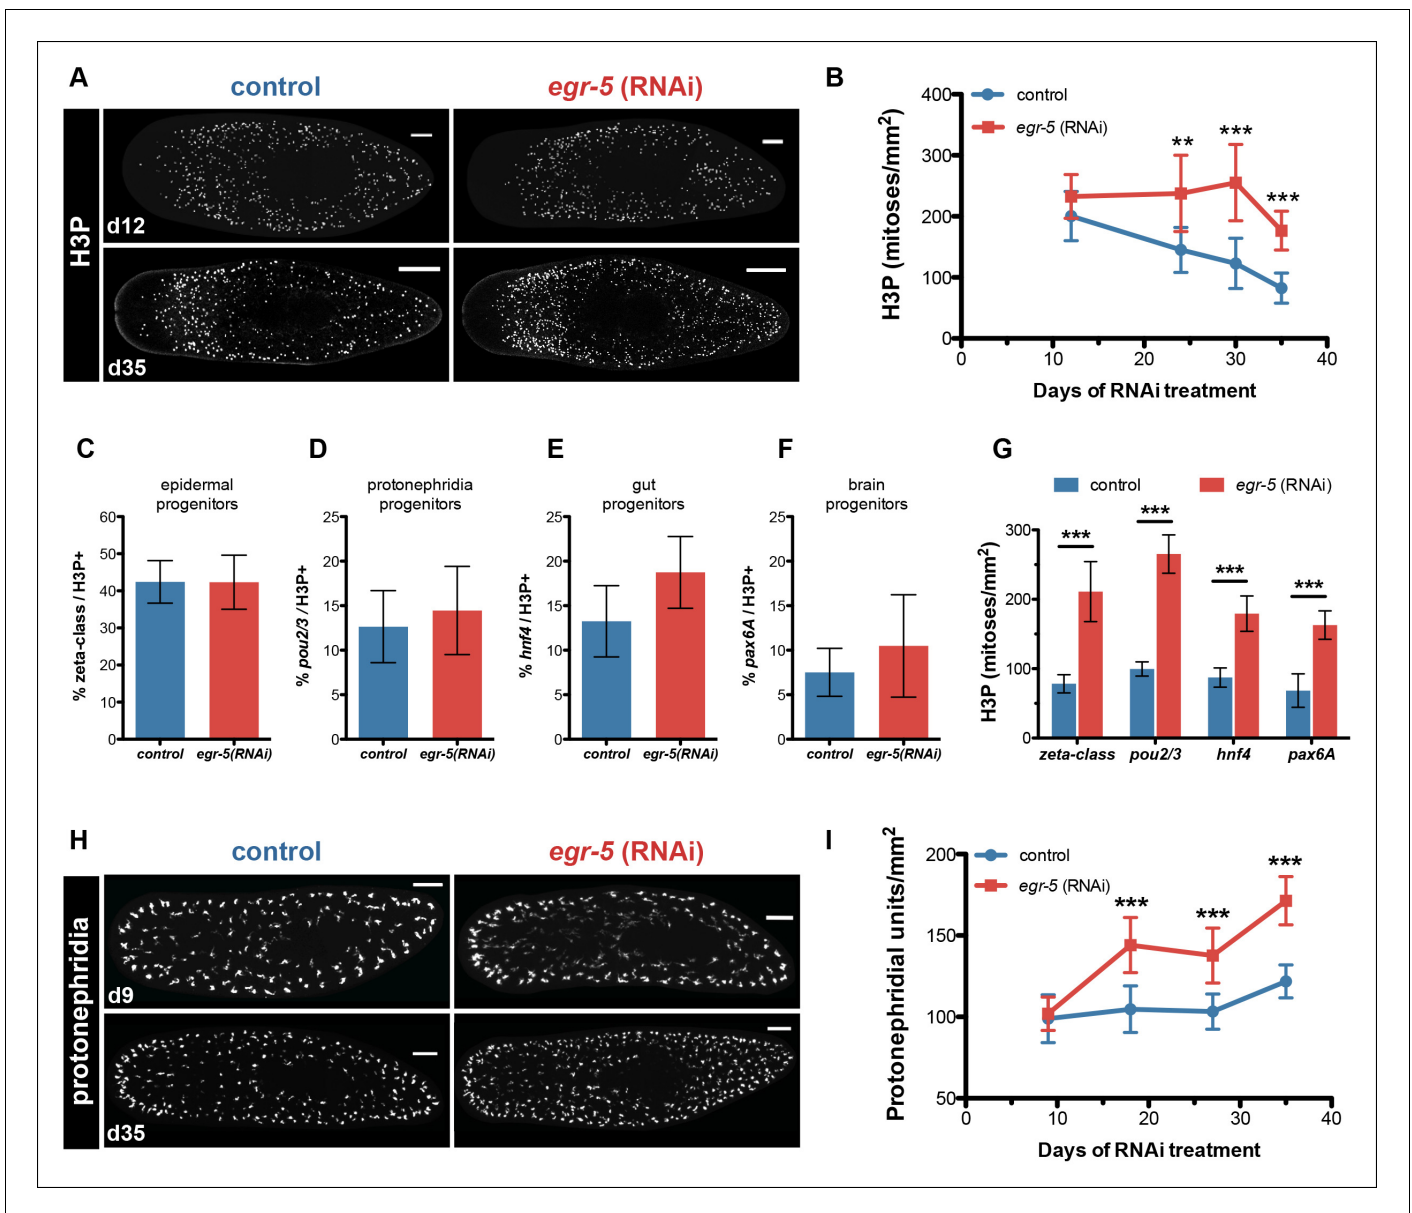 A
control
egr-5 (RNAi)
H3P
d12
d35
B
control
egr-5 (RNAi)
400
300
200
100
0
H3P (mitoses/mm2)
**
***
***
0
10
20
30
40
Days of RNAi treatment
C
epidermal
progenitors
% zeta-class / H3P+
60
50
40
30
20
10
0
control
egr-5(RNAi)
D
protonephridia
progenitors
% pou2/3 / H3P+
25
20
15
10
5
0
control
egr-5(RNAi)
E
gut
progenitors
% hnf4 / H3P+
25
20
15
10
5
0
control
egr-5(RNAi)
F
brain
progenitors
% pax6A / H3P+
25
20
15
10
5
0
control
egr-5(RNAi)
G
control
egr-5 (RNAi)
H3P (mitoses/mm2)
300
200
100
0
***
***
***
***
zeta-class
pou2/3
hnf4
pax6A
H
control
egr-5 (RNAi)
protonephridia
d9
d35
I
control
egr-5 (RNAi)
Protonephridial units/mm2
200
150
100
50
***
***
***
0
10
20
30
40
Days of RNAi treatment